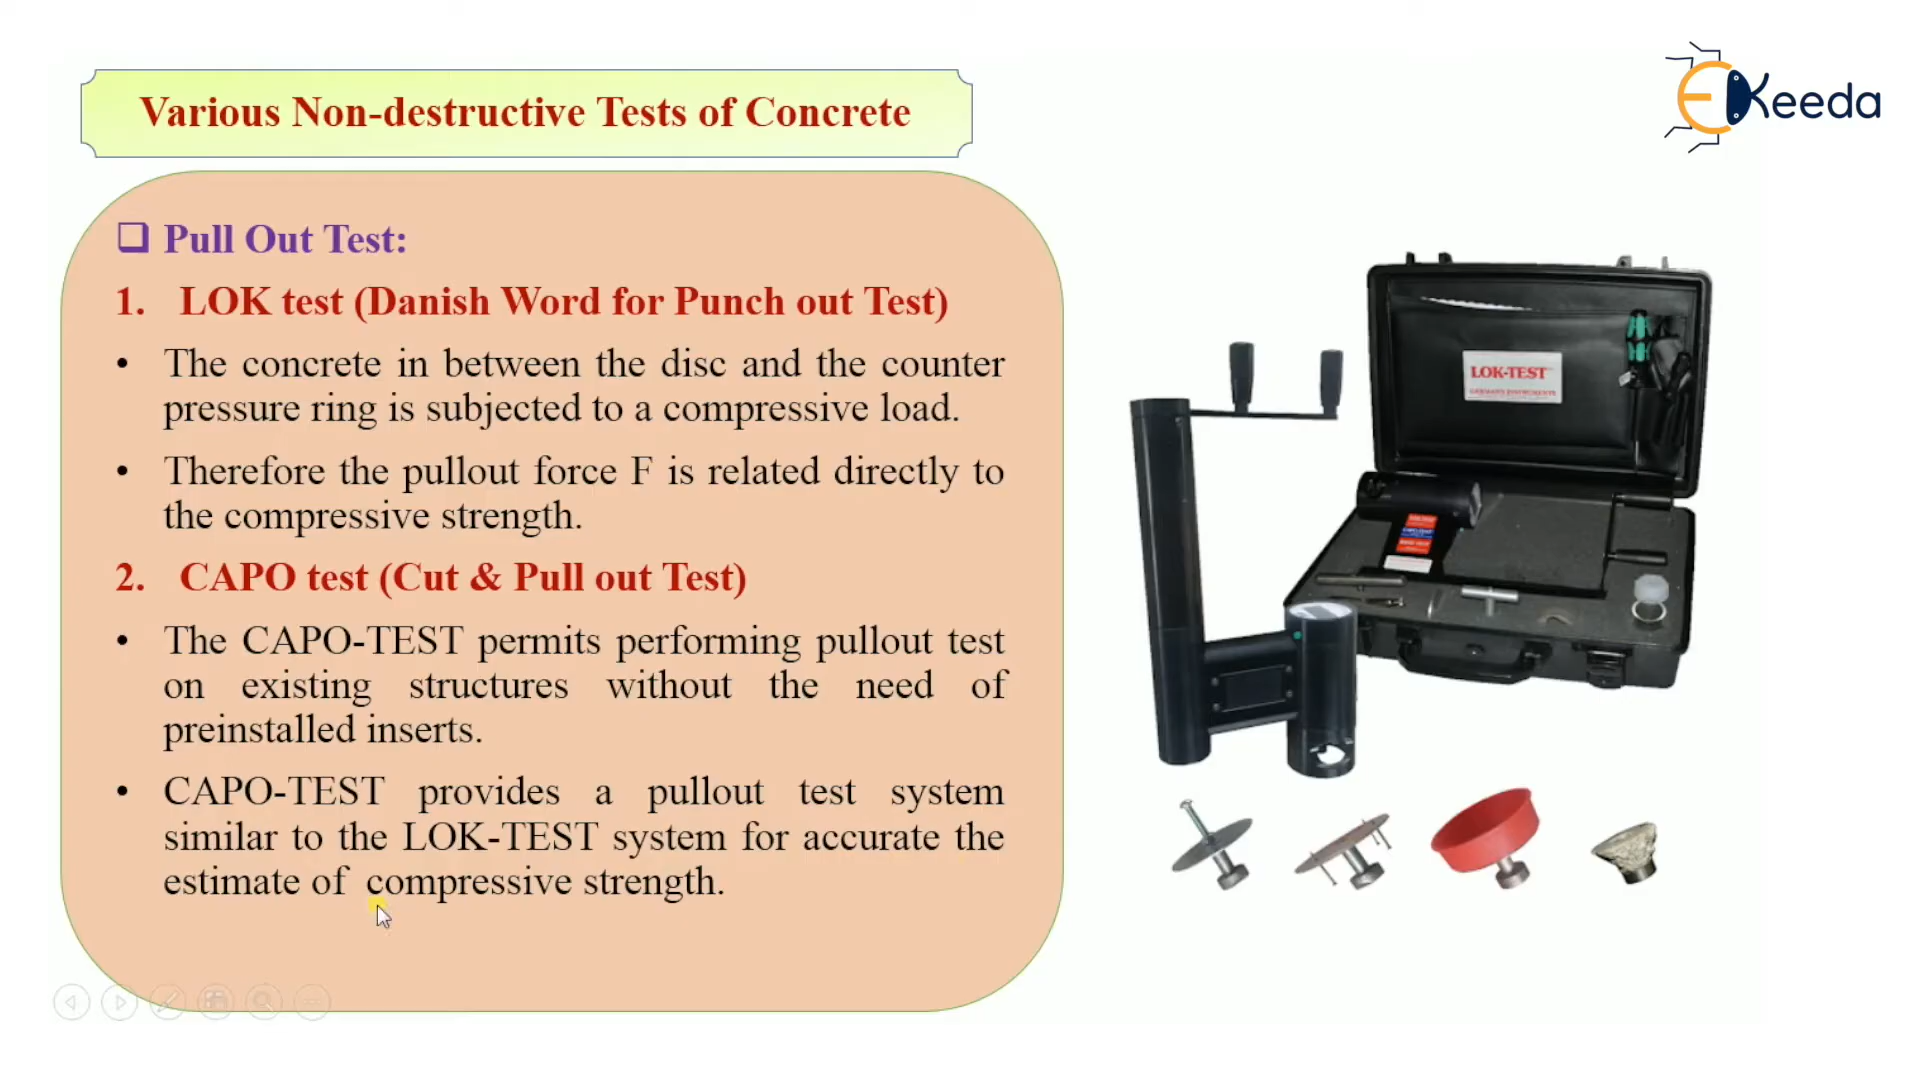 Various Non-destructive Tests of Concrete
EKeeda
Pull Out Test:
1. LOK test (Danish Word for Punch out Test)
• The concrete in between the disc and the counter
pressure ring is subjected to a compressive load.
• Therefore the pullout force F is related directly to
the compressive strength.
2. CAPO test (Cut & Pull out Test)
• The CAPO-TEST permits performing pullout test
on existing structures without the need of
preinstalled inserts.
• CAPO-TEST provides a pullout test system
similar to the LOK-TEST system for accurate the
estimate of compressive strength.
LOK-TEST
GERMANN INSTRUMENTS